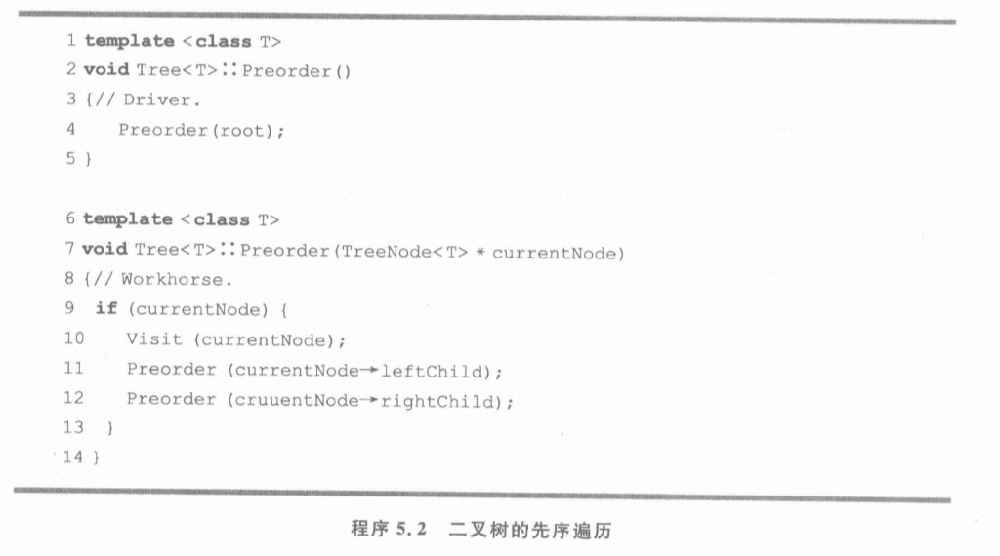 1 template <class T>
2 void Tree<T>::Preorder()
3 {// Driver.
4 Preorder(root);
5 }
6 template <class T>
7 void Tree<T>::Preorder(TreeNode<T> * currentNode)
8 {// Workhorse.
9 if (currentNode) {
10 Visit (currentNode);
11 Preorder (currentNode→leftChild);
12 Preorder (cruuentNode→rightChild);
13 }
14 }
程序 5.2 二叉树的先序遍历